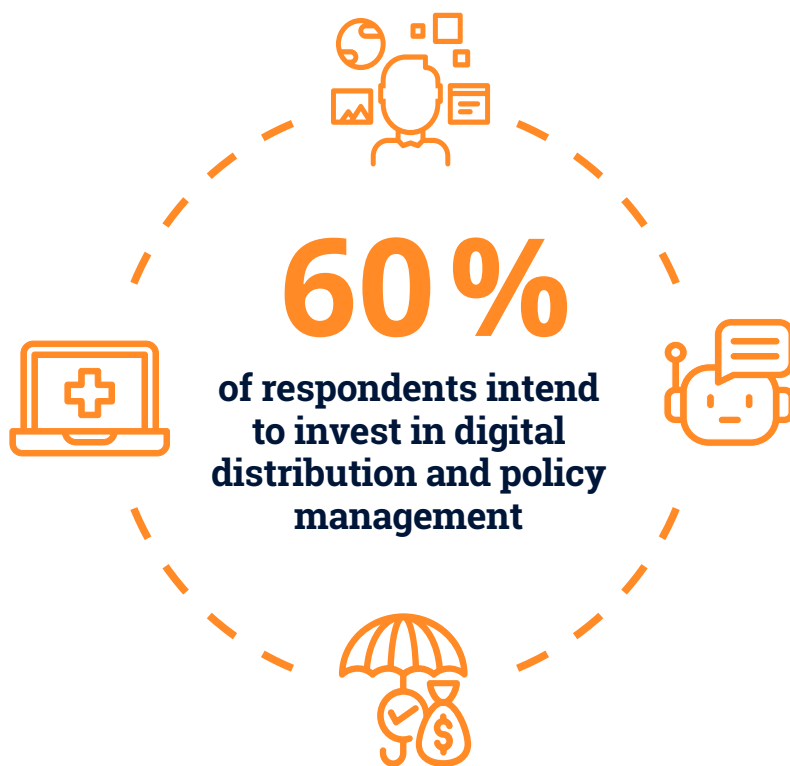 60 %
of respondents intend
to invest in digital
distribution and policy
management
$